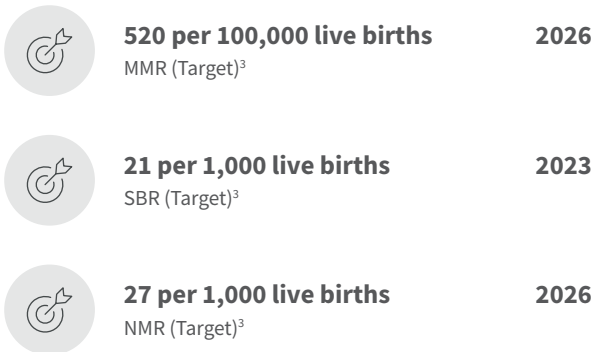 520 per 100,000 live births 2026
MMR (Target)³
21 per 1,000 live births 2023
SBR (Target)³
27 per 1,000 live births 2026
NMR (Target)³